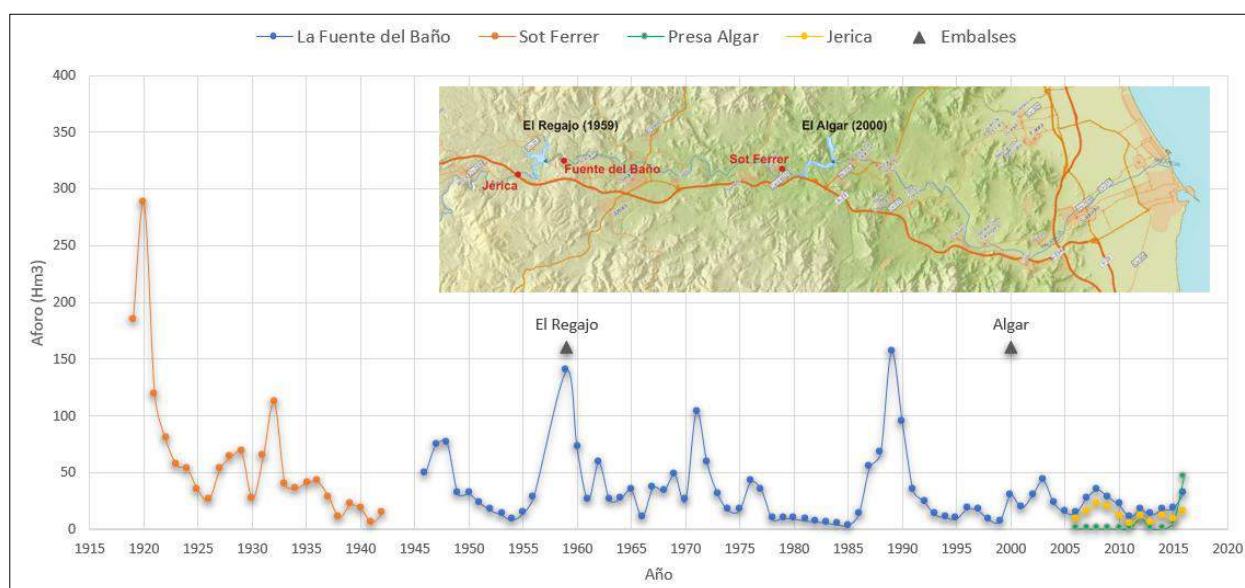 La Fuente del Baño Sot Ferrer Presa Algar Jerica Embalses
400
350
300
250
200
150
100
50
0
Aforo (Hm3)
El Regajo (1959)
El Algar (2000)
Jérica
Fuente del Baño
Sot Ferrer
El Regajo
Algar
1915 1920 1925 1930 1935 1940 1945 1950 1955 1960 1965 1970 1975 1980 1985 1990 1995 2000 2005 2010 2015 2020
Año